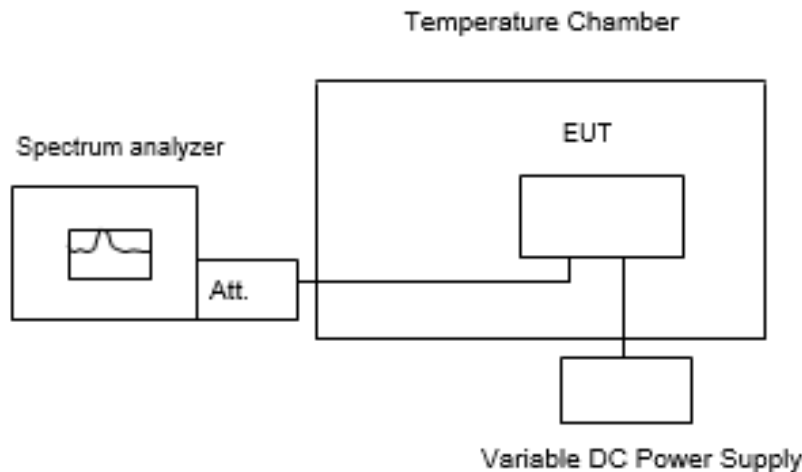 Temperature Chamber
EUT
Spectrum analyzer
Att.
Variable DC Power Supply